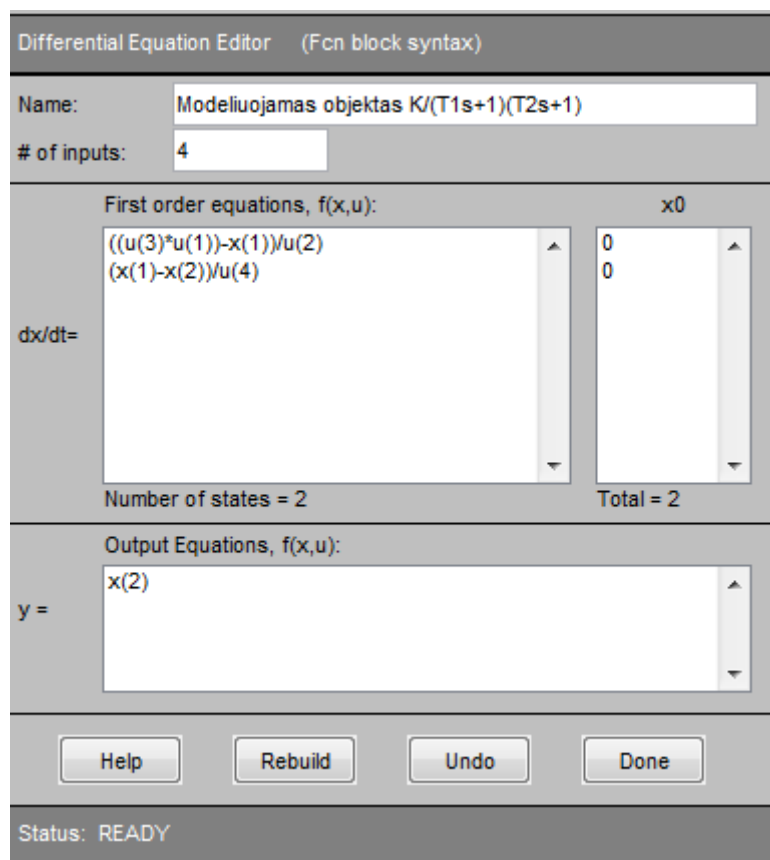 Differential Equation Editor (Fcn block syntax)
Name: Modeliuojamas objektas K/(T1s+1)(T2s+1)
# of inputs: 4
First order equations, f(x,u): x0
((u(3)*u(1))-x(1))/u(2) 0
(x(1)-x(2))/u(4) 0
dx/dt=
Number of states = 2 Total = 2
Output Equations, f(x,u):
x(2)
y =
Help Rebuild Undo Done
Status: READY